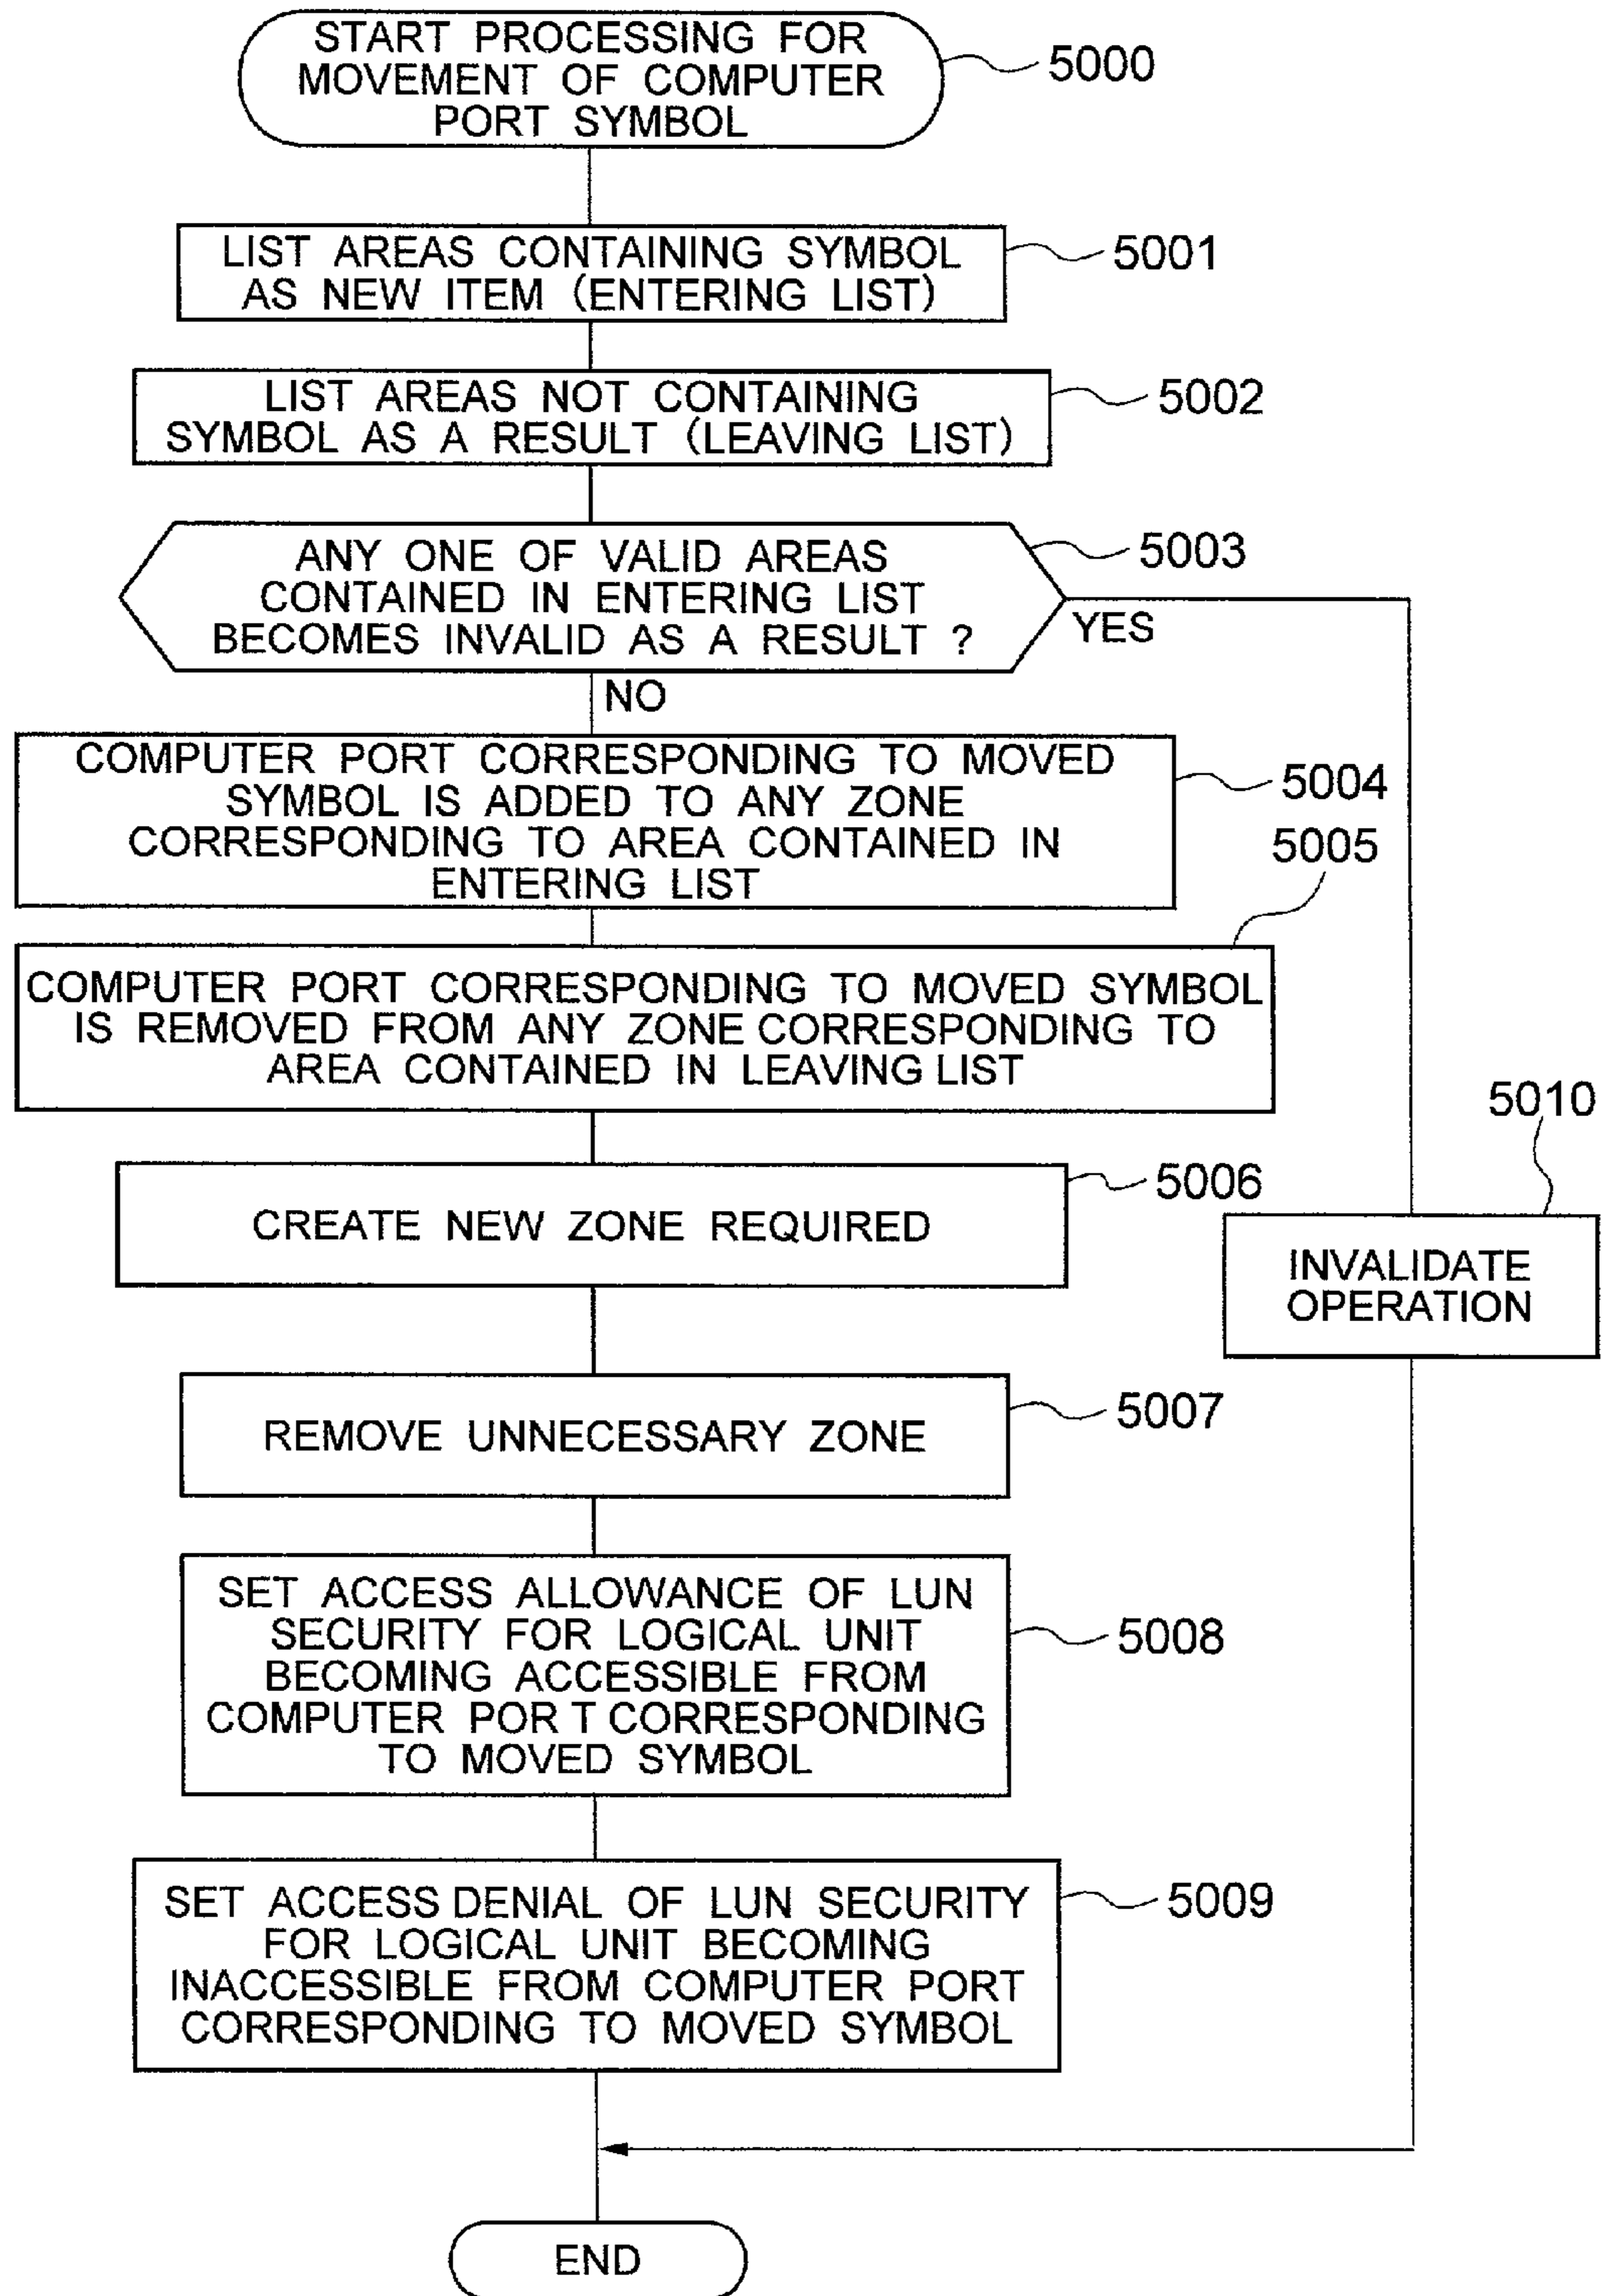 START PROCESSING FOR
MOVEMENT OF COMPUTER
PORT SYMBOL
5000
LIST AREAS CONTAINING SYMBOL
AS NEW ITEM (ENTERING LIST)
5001
LIST AREAS NOT CONTAINING
SYMBOL AS A RESULT (LEAVING LIST)
5002
ANY ONE OF VALID AREAS
CONTAINED IN ENTERING LIST
BECOMES INVALID AS A RESULT ?
5003
YES
NO
COMPUTER PORT CORRESPONDING TO MOVED
SYMBOL IS ADDED TO ANY ZONE
CORRESPONDING TO AREA CONTAINED IN
ENTERING LIST
5004
5005
COMPUTER PORT CORRESPONDING TO MOVED SYMBOL
IS REMOVED FROM ANY ZONE CORRESPONDING TO
AREA CONTAINED IN LEAVING LIST
5010
INVALIDATE
OPERATION
CREATE NEW ZONE REQUIRED
5006
REMOVE UNNECESSARY ZONE
5007
SET ACCESS ALLOWANCE OF LUN
SECURITY FOR LOGICAL UNIT
BECOMING ACCESSIBLE FROM
COMPUTER POR T CORRESPONDING
TO MOVED SYMBOL
5008
SET ACCESS DENIAL OF LUN SECURITY
FOR LOGICAL UNIT BECOMING
INACCESSIBLE FROM COMPUTER PORT
CORRESPONDING TO MOVED SYMBOL
5009
END